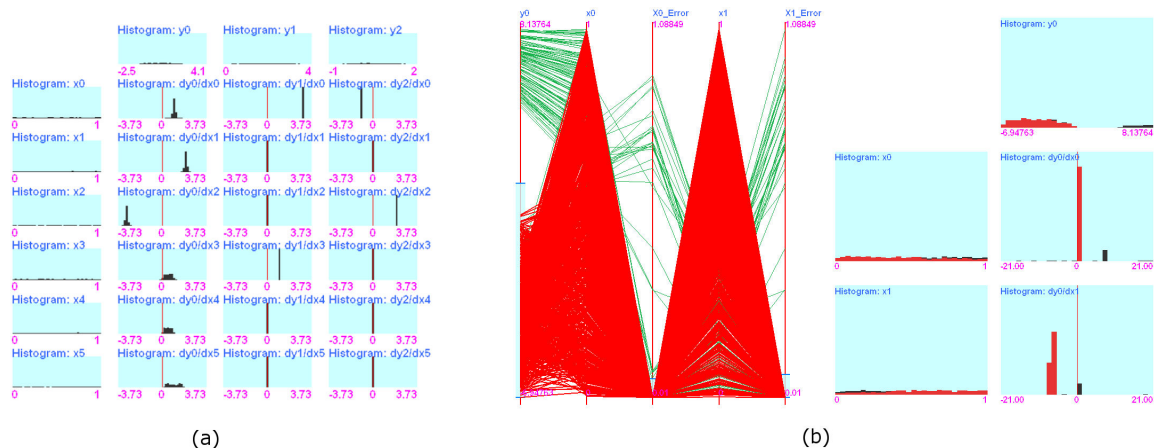 Histogram: y0 Histogram: y1 Histogram: y2
-2.5 4.1 0 4 -1 2
Histogram: x0 Histogram: dy0/dx0 Histogram: dy1/dx0 Histogram: dy2/dx0
0 1 -3.73 0 3.73 -3.73 0 3.73 -3.73 0 3.73
Histogram: x1 Histogram: dy0/dx1 Histogram: dy1/dx1 Histogram: dy2/dx1
0 1 -3.73 0 3.73 -3.73 0 3.73 -3.73 0 3.73
Histogram: x2 Histogram: dy0/dx2 Histogram: dy1/dx2 Histogram: dy2/dx2
0 1 -3.73 0 3.73 -3.73 0 3.73 -3.73 0 3.73
Histogram: x3 Histogram: dy0/dx3 Histogram: dy1/dx3 Histogram: dy2/dx3
0 1 -3.73 0 3.73 -3.73 0 3.73 -3.73 0 3.73
Histogram: x4 Histogram: dy0/dx4 Histogram: dy1/dx4 Histogram: dy2/dx4
0 1 -3.73 0 3.73 -3.73 0 3.73 -3.73 0 3.73
Histogram: x5 Histogram: dy0/dx5 Histogram: dy1/dx5 Histogram: dy2/dx5
0 1 -3.73 0 3.73 -3.73 0 3.73 -3.73 0 3.73
(a)
y0 x0 X0_Error x1 X1_Error
8.13764 1 1.08849 1 1.08849
0.01
Histogram: y0
-6.94763 8.13764
Histogram: x0 Histogram: dy0/dx0
0 1 -21.00 0 21.00
Histogram: x1 Histogram: dy0/dx1
0 1 -21.00 0 21.00
(b)